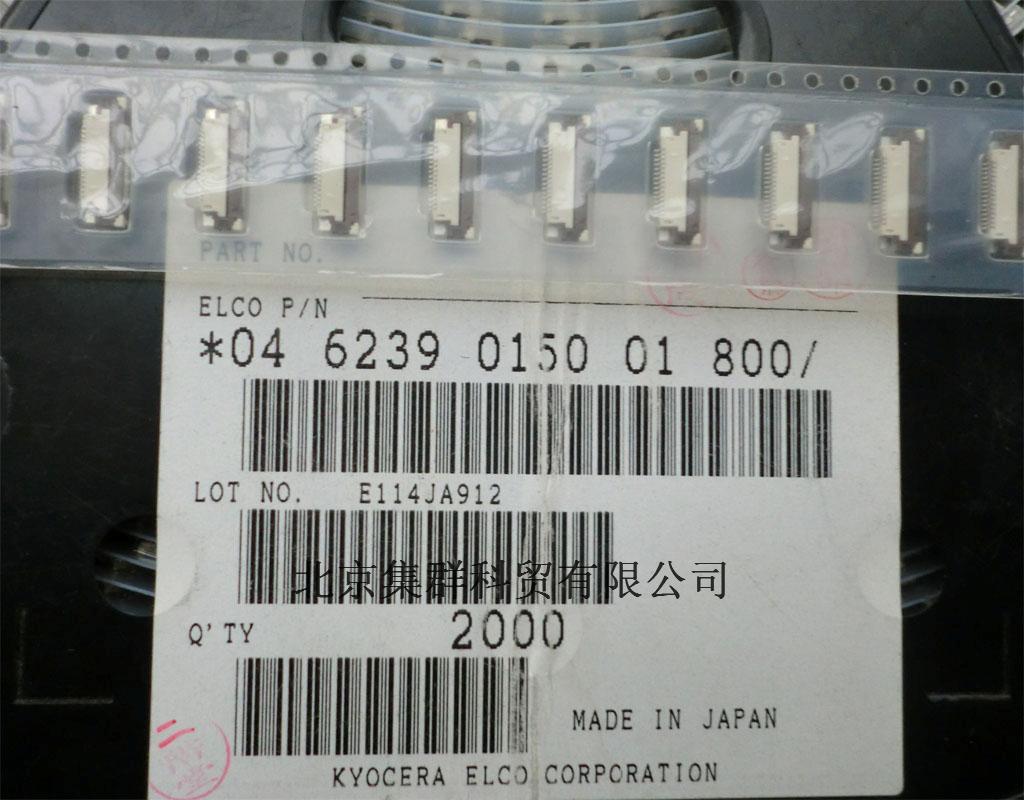 PART NO.
ELCO P/N
*04 6239 0150 01 800/
LOT NO. E114JA912
北京集群科贸有限公司
Q'TY 2000
MADE IN JAPAN
KYOCERA ELCO CORPORATION